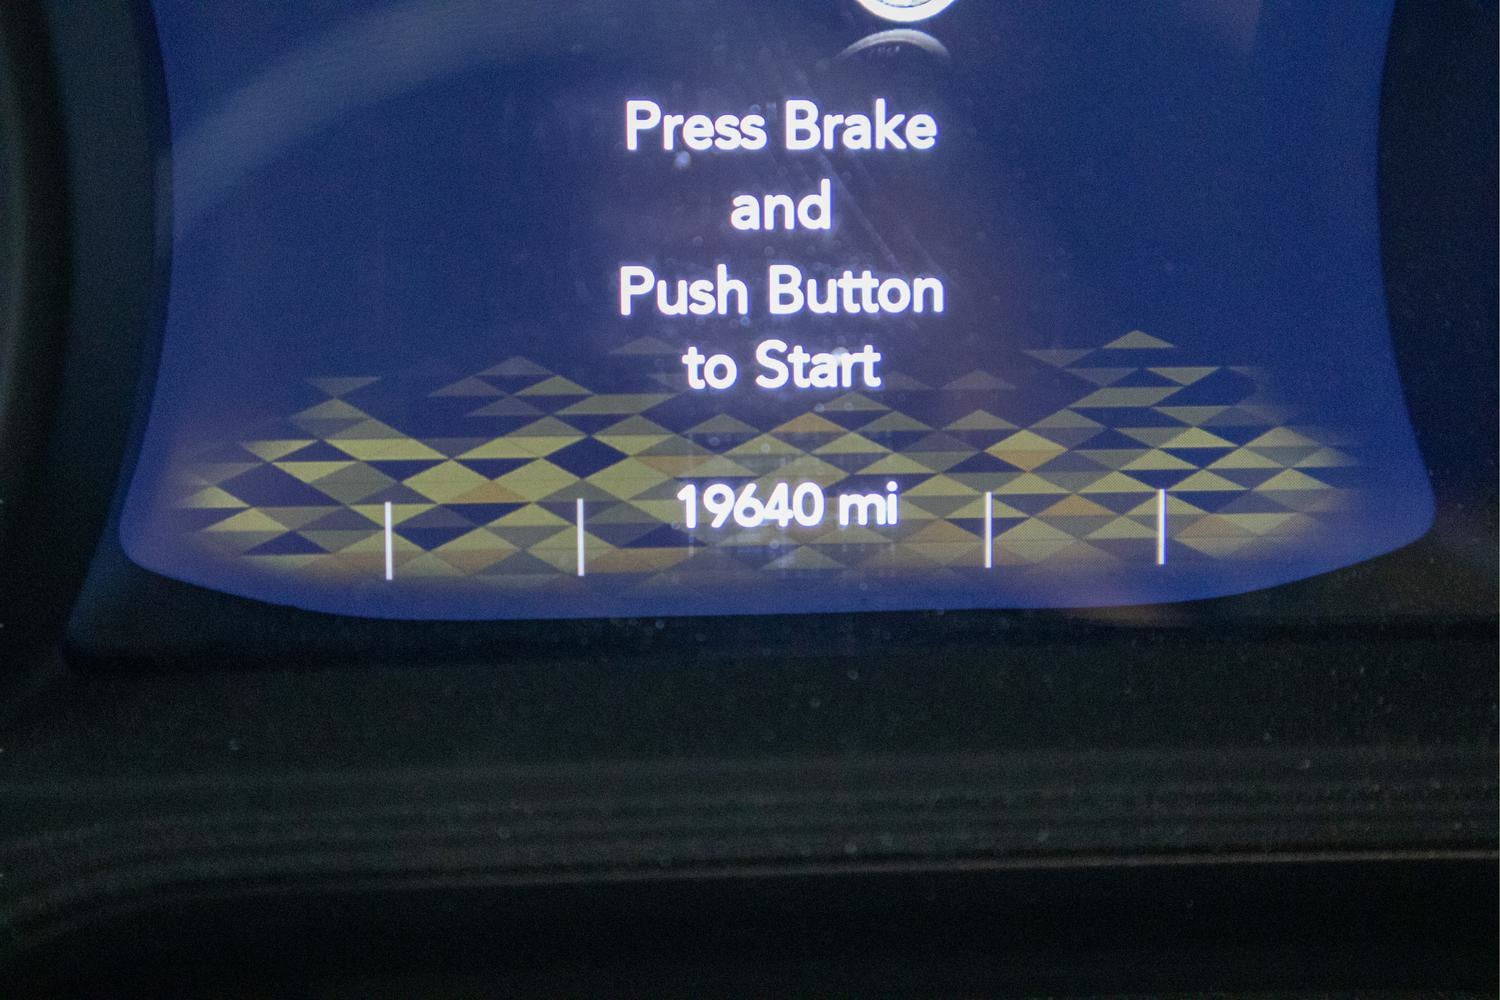 Press Brake
and
Push Button
to Start
19640 mi